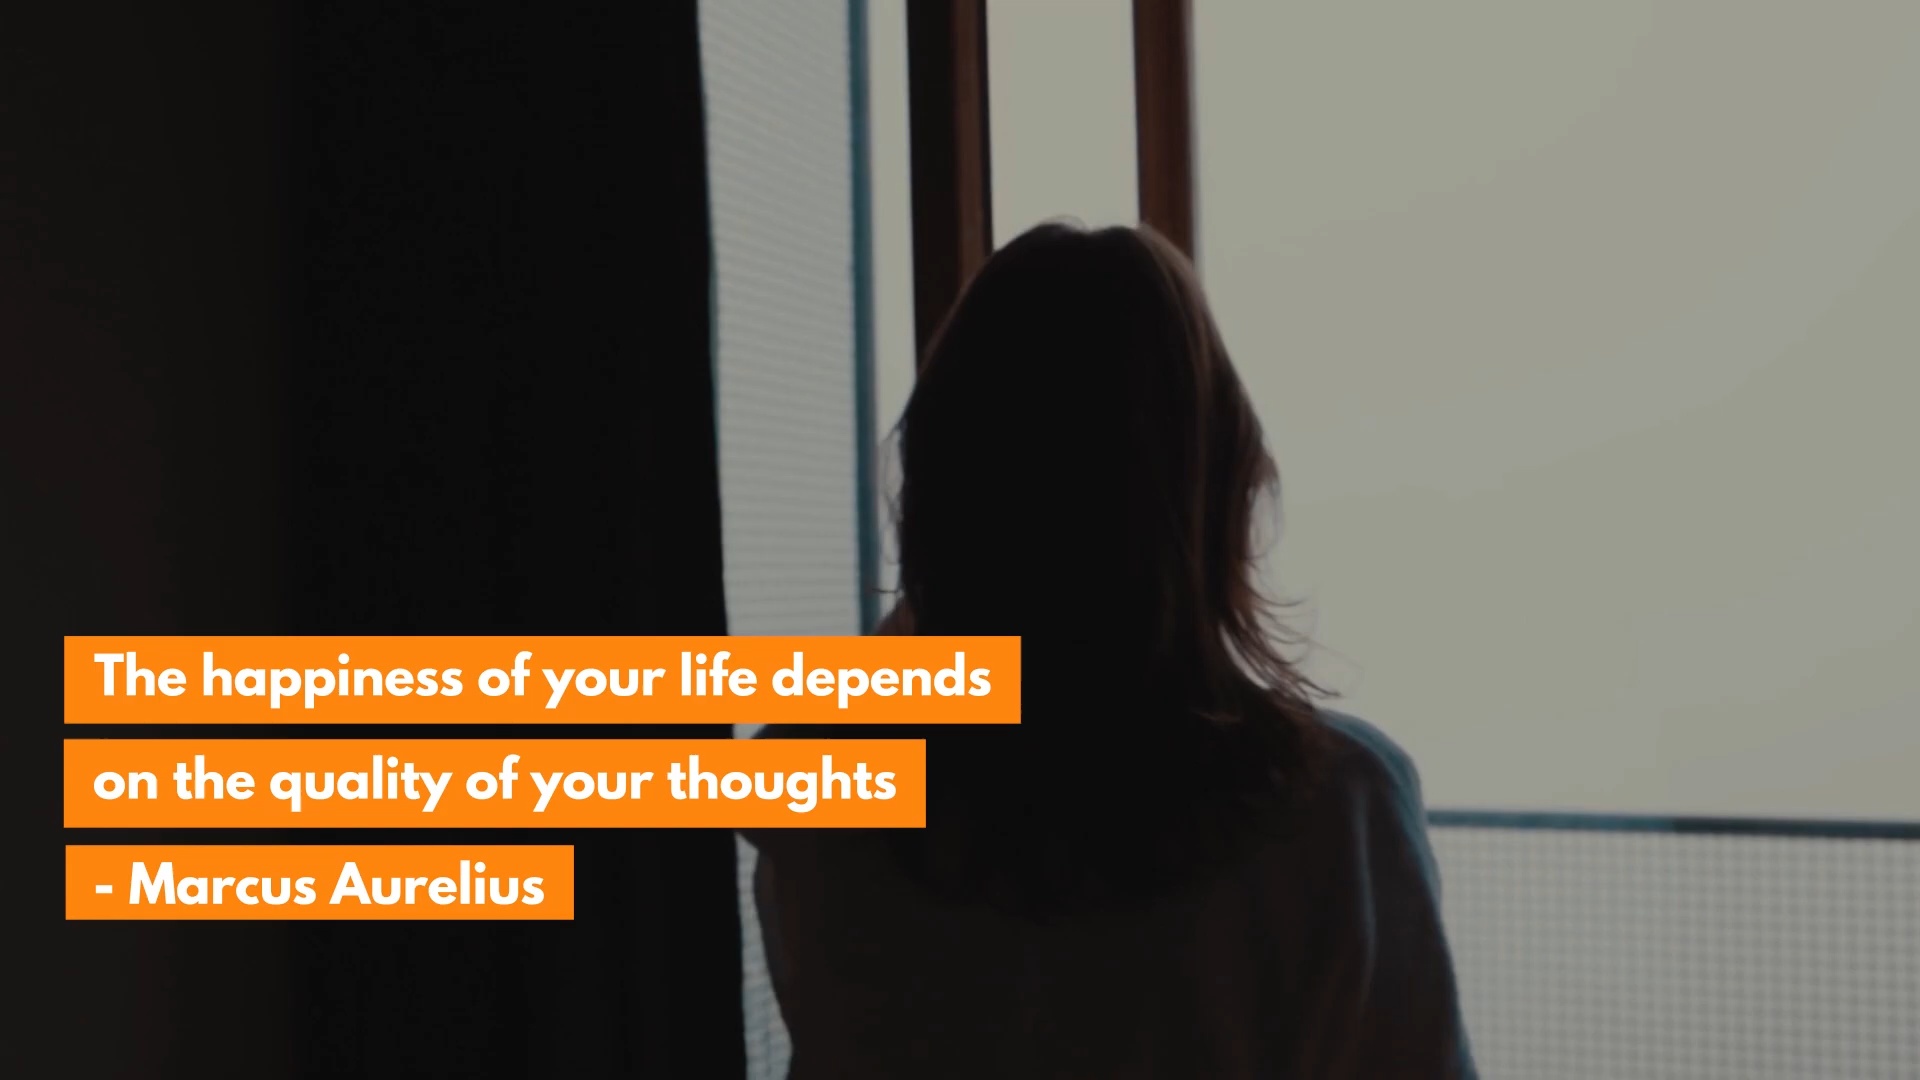 The happiness of your life depends
on the quality of your thoughts
- Marcus Aurelius